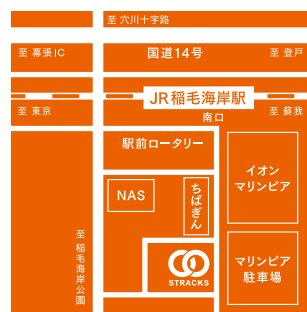 至 穴川十字路
至 幕張IC
国道14号
至 登戸
JR稲毛海岸駅
至 東京
南口
至 蘇我
駅前ロータリー
イオン
マリンピア
NAS
ちばぎん
至 稲毛海岸公園
STRACKS
マリンピア
駐車場